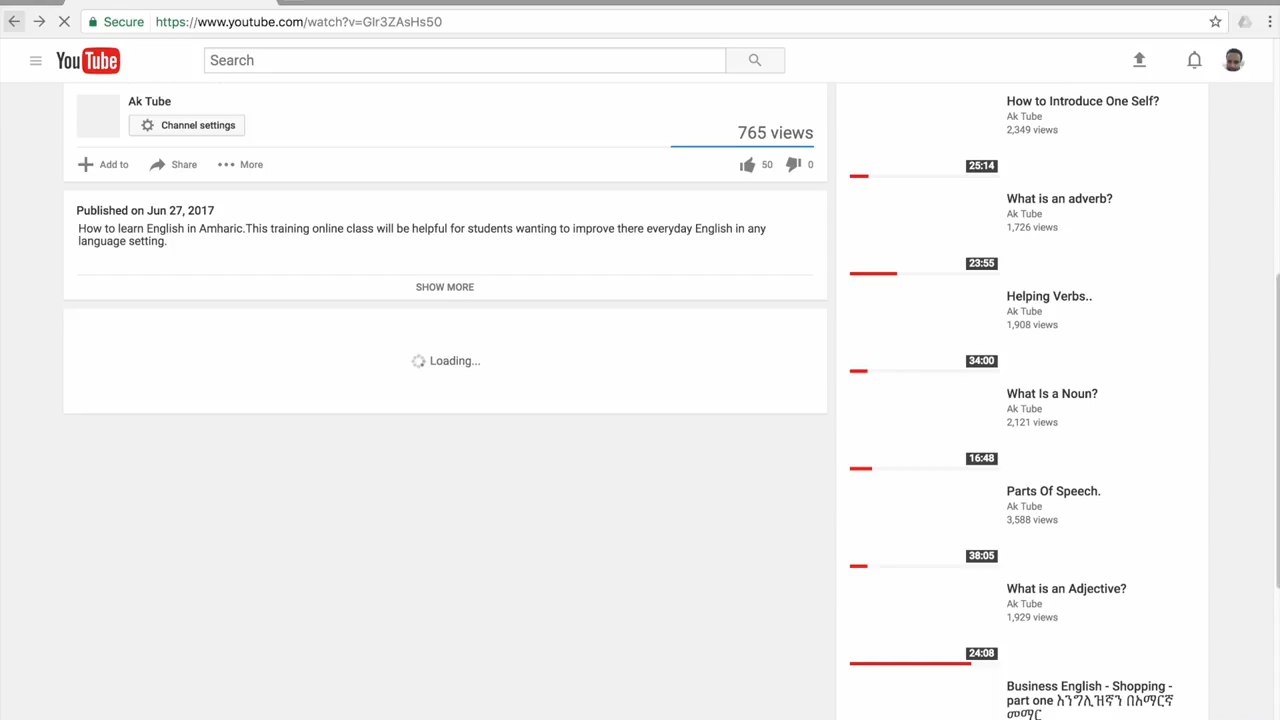 Secure https://www.youtube.com/watch?v=GIr3ZAsHs50
YouTube
Search
Ak Tube
Channel settings
765 views
Add to
Share
More
50
0
Published on Jun 27, 2017
How to learn English in Amharic.This training online class will be helpful for students wanting to improve there everyday English in any
language setting.
SHOW MORE
Loading...
How to Introduce One Self?
Ak Tube
2,349 views
25:14
What is an adverb?
Ak Tube
1,726 views
23:55
Helping Verbs..
Ak Tube
1,908 views
34:00
What Is a Noun?
Ak Tube
2,121 views
16:48
Parts Of Speech.
Ak Tube
3,588 views
38:05
What is an Adjective?
Ak Tube
1,929 views
24:08
Business English - Shopping -
part one እንግሊዝኛን በአማርኛ
መማር